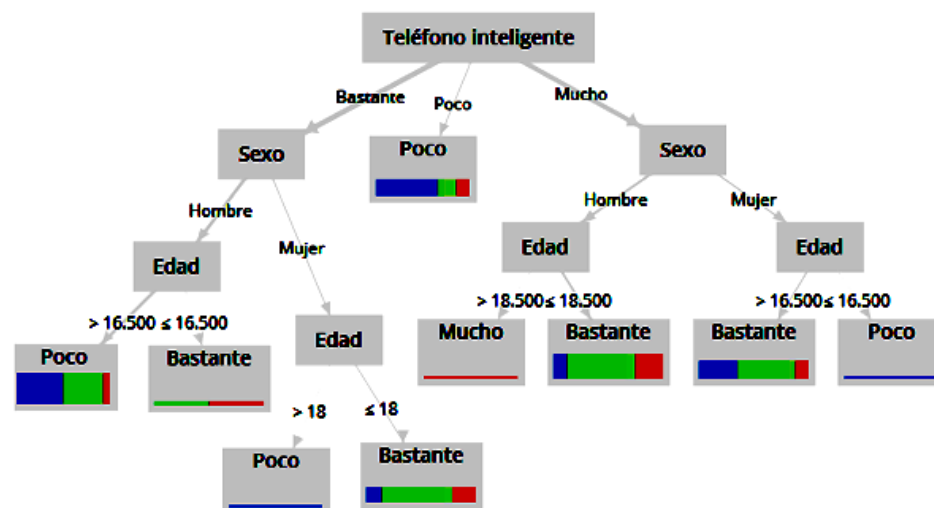 Teléfono inteligente
Bastante
Poco
Mucho
Sexo
Poco
Sexo
Hombre
Mujer
Hombre
Mujer
Edad
Edad
Edad
> 16.500 ≤ 16.500
Edad
> 18.500 ≤ 18.500
> 16.500 ≤ 16.500
Poco
Bastante
Mucho
Bastante
Bastante
Poco
> 18
≤ 18
Poco
Bastante